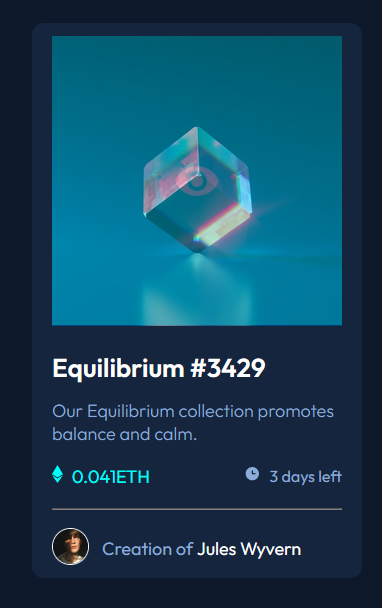 Equilibrium #3429
Our Equilibrium collection promotes
balance and calm.
0.041ETH
3 days left
Creation of Jules Wyvern